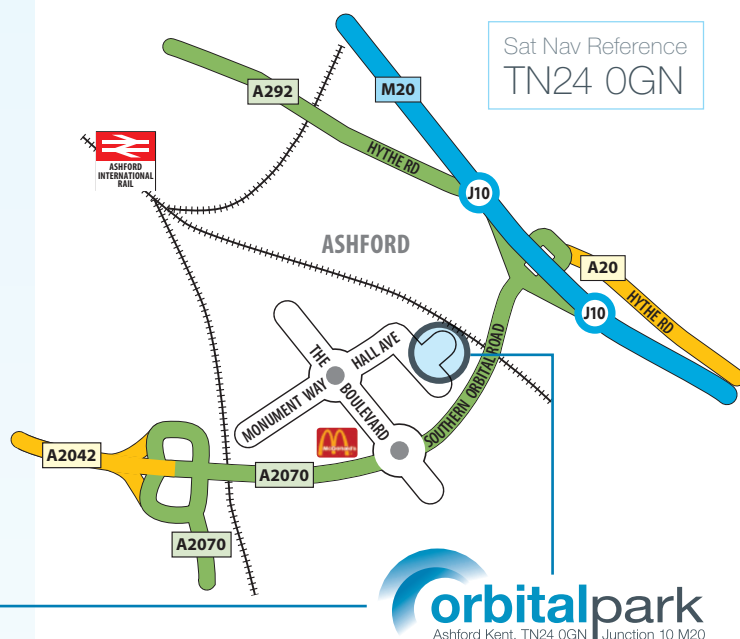 Sat Nav Reference
TN24 0GN
A292
M20
HYTHE RD
J10
ASHFORD
INTERNATIONAL
RAIL
ASHFORD
A20
HYTHE RD
J10
THE
BOULEVARD
HALL AVE
MONUMENT WAY
SOUTHERN ORBITAL ROAD
McDonald's
A2042
A2070
A2070
orbitalpark
Ashford Kent, TN24 0GN | Junction 10 M20